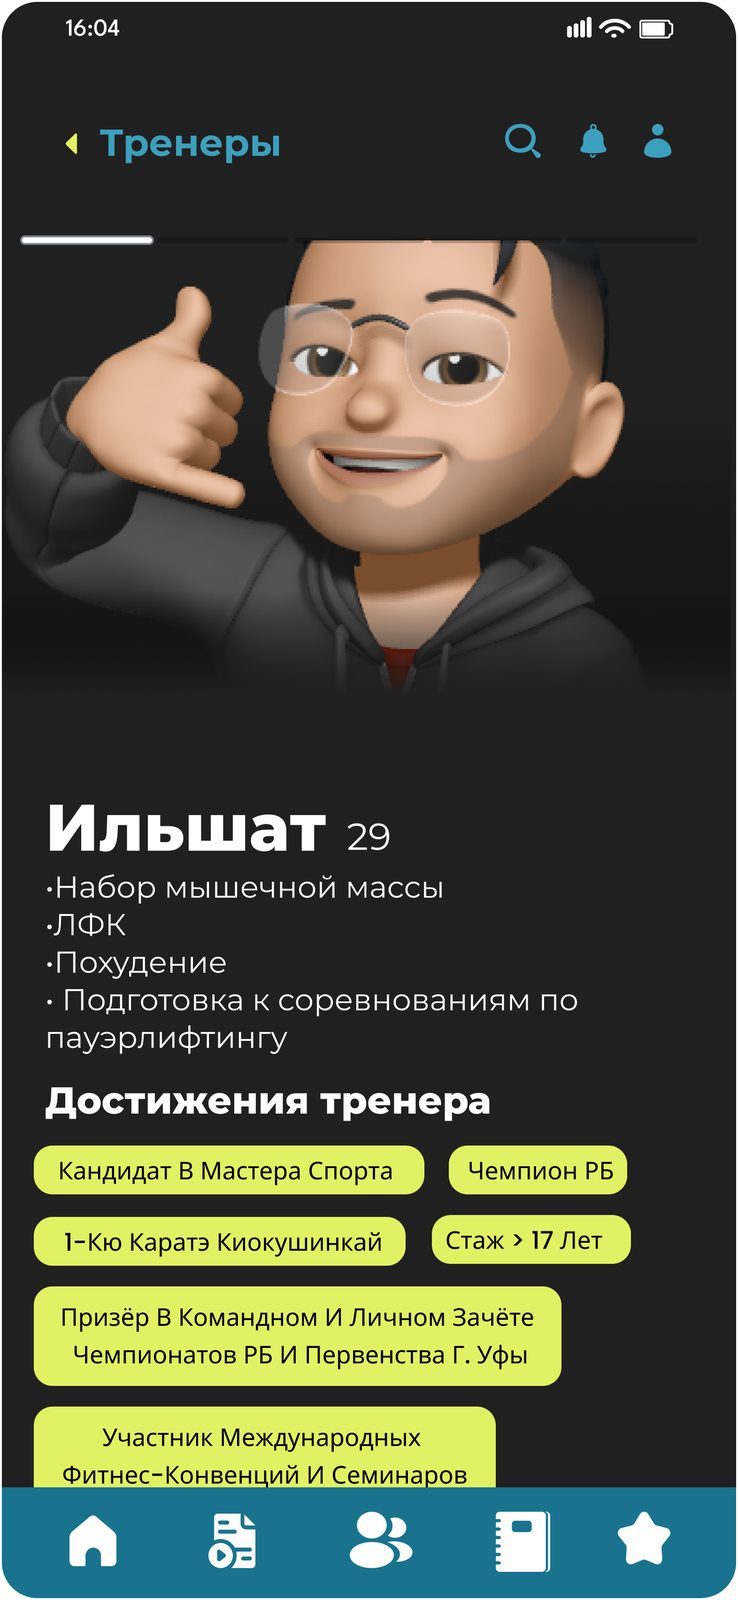 16:04
Тренеры
Ильшат 29
•Набор мышечной массы
•ЛФК
•Похудение
• Подготовка к соревнованиям по
пауэрлифтингу
Достижения тренера
Кандидат В Мастера Спорта
Чемпион РБ
1-Кю Каратэ Киокушинкай
Стаж > 17 Лет
Призёр В Командном И Личном Зачёте
Чемпионатов РБ И Первенства Г. Уфы
Участник Международных
Фитнес-Конвенций И Семинаров